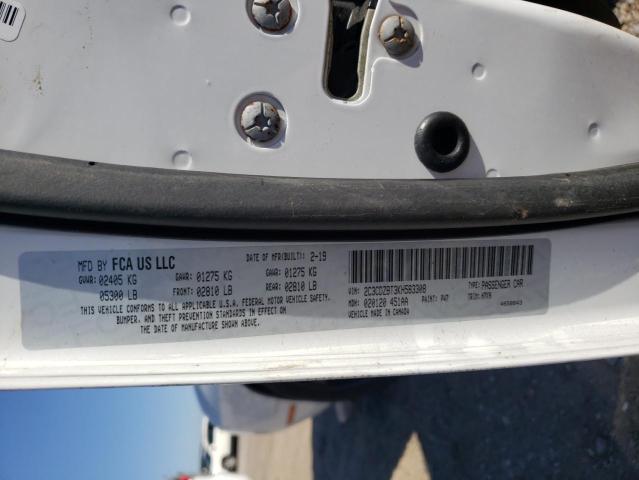 MFD BY FCA US LLC
DATE OF MFR(BUILT): 2-19
GVWR: 02405 KG
GAWR: 01275 KG
GAWR: 01275 KG
05300 LB
FRONT: 02810 LB
REAR: 02810 LB
THIS VEHICLE CONFORMS TO ALL APPLICABLE U.S.A. FEDERAL MOTOR VEHICLE SAFETY,
BUMPER, AND THEFT PREVENTION STANDARDS IN EFFECT ON
THE DATE OF MANUFACTURE SHOWN ABOVE.
VIN: 2C3CDZBT3KH583308
TYPE: PASSENGER CAR
MDH: 020120 451AA
PAINT: PW7
TRIM:
VEHICLE MADE IN CANADA